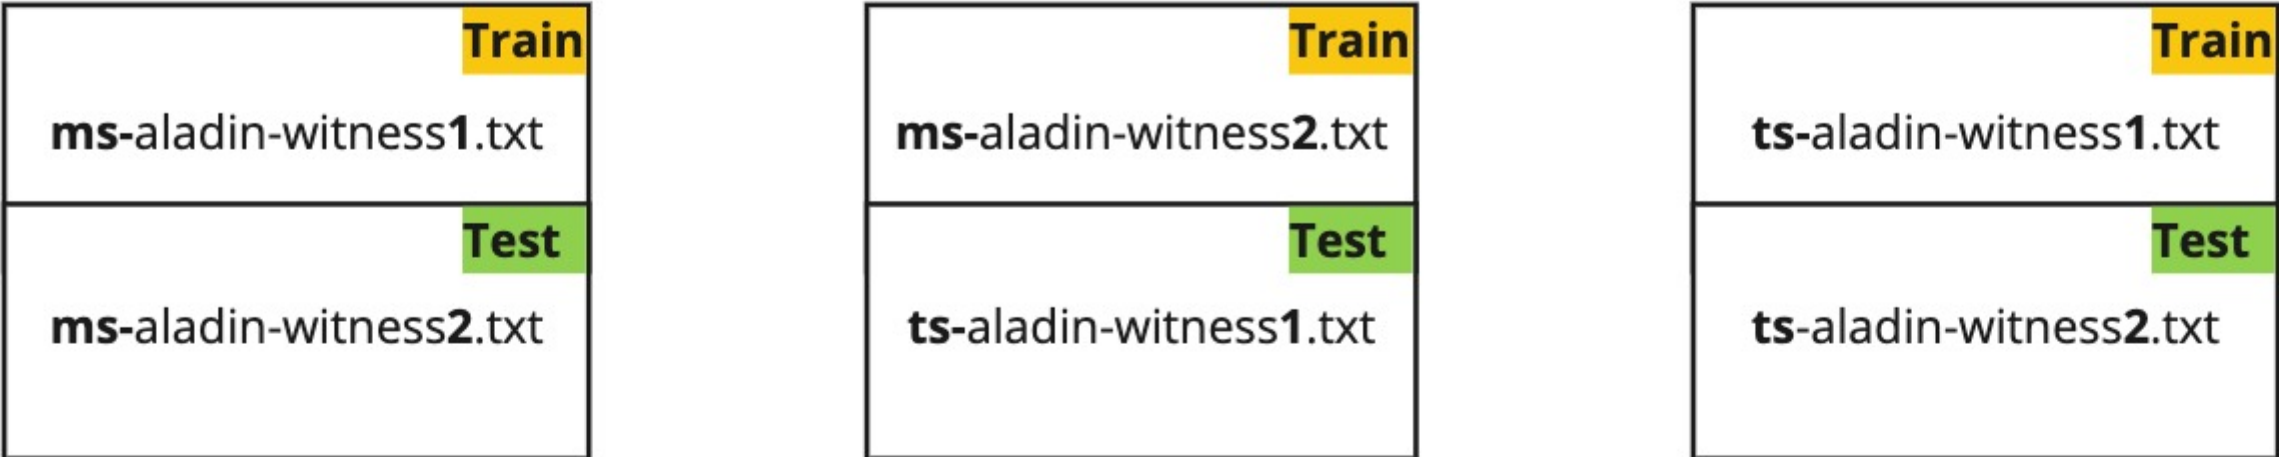 Train
ms-aladin-witness1.txt
Test
ms-aladin-witness2.txt
Train
ms-aladin-witness2.txt
Test
ts-aladin-witness1.txt
Train
ts-aladin-witness1.txt
Test
ts-aladin-witness2.txt